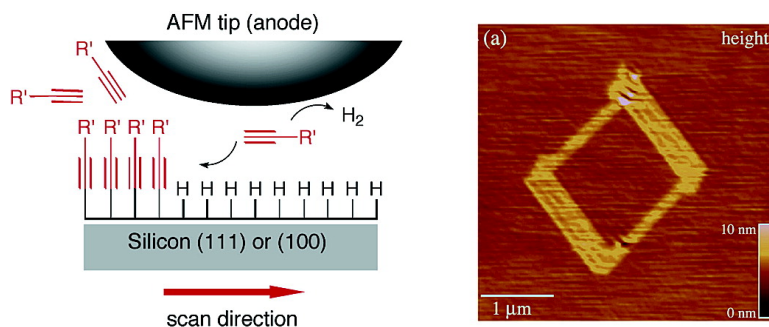 AFM tip (anode)
R'
R'
H₂
R' R' R' R'
R'
H H H H H H H H H
Silicon (111) or (100)
scan direction
(a) height
10 nm
0 nm
1 µm